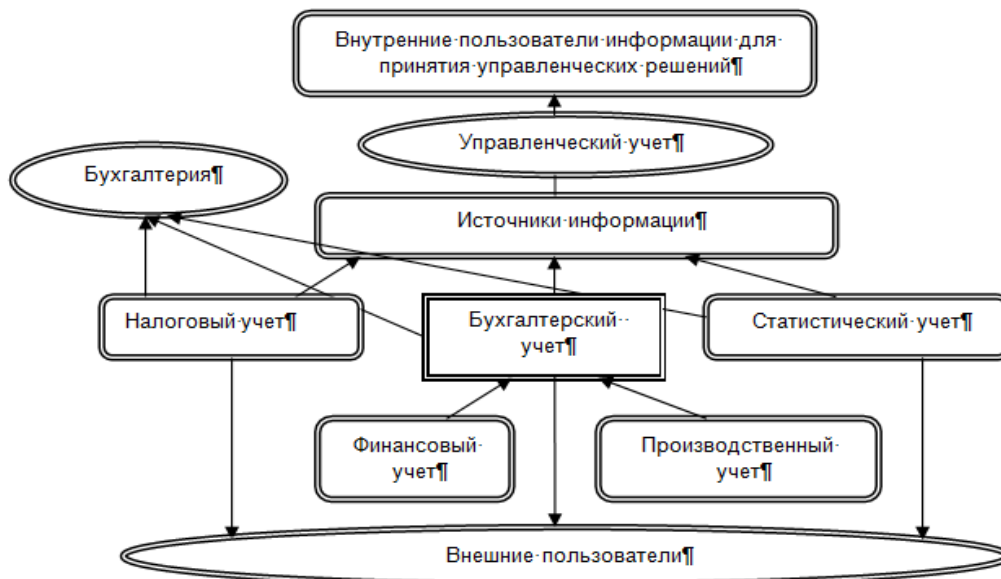 Внутренние·пользователи·информации·для·
принятия·управленческих·решений¶
Управленческий·учет¶
Бухгалтерия¶
Источники·информации¶
Налоговый·учет¶
Бухгалтерский··
учет¶
Статистический·учет¶
Финансовый·
учет¶
Производственный·
учет¶
Внешние·пользователи¶